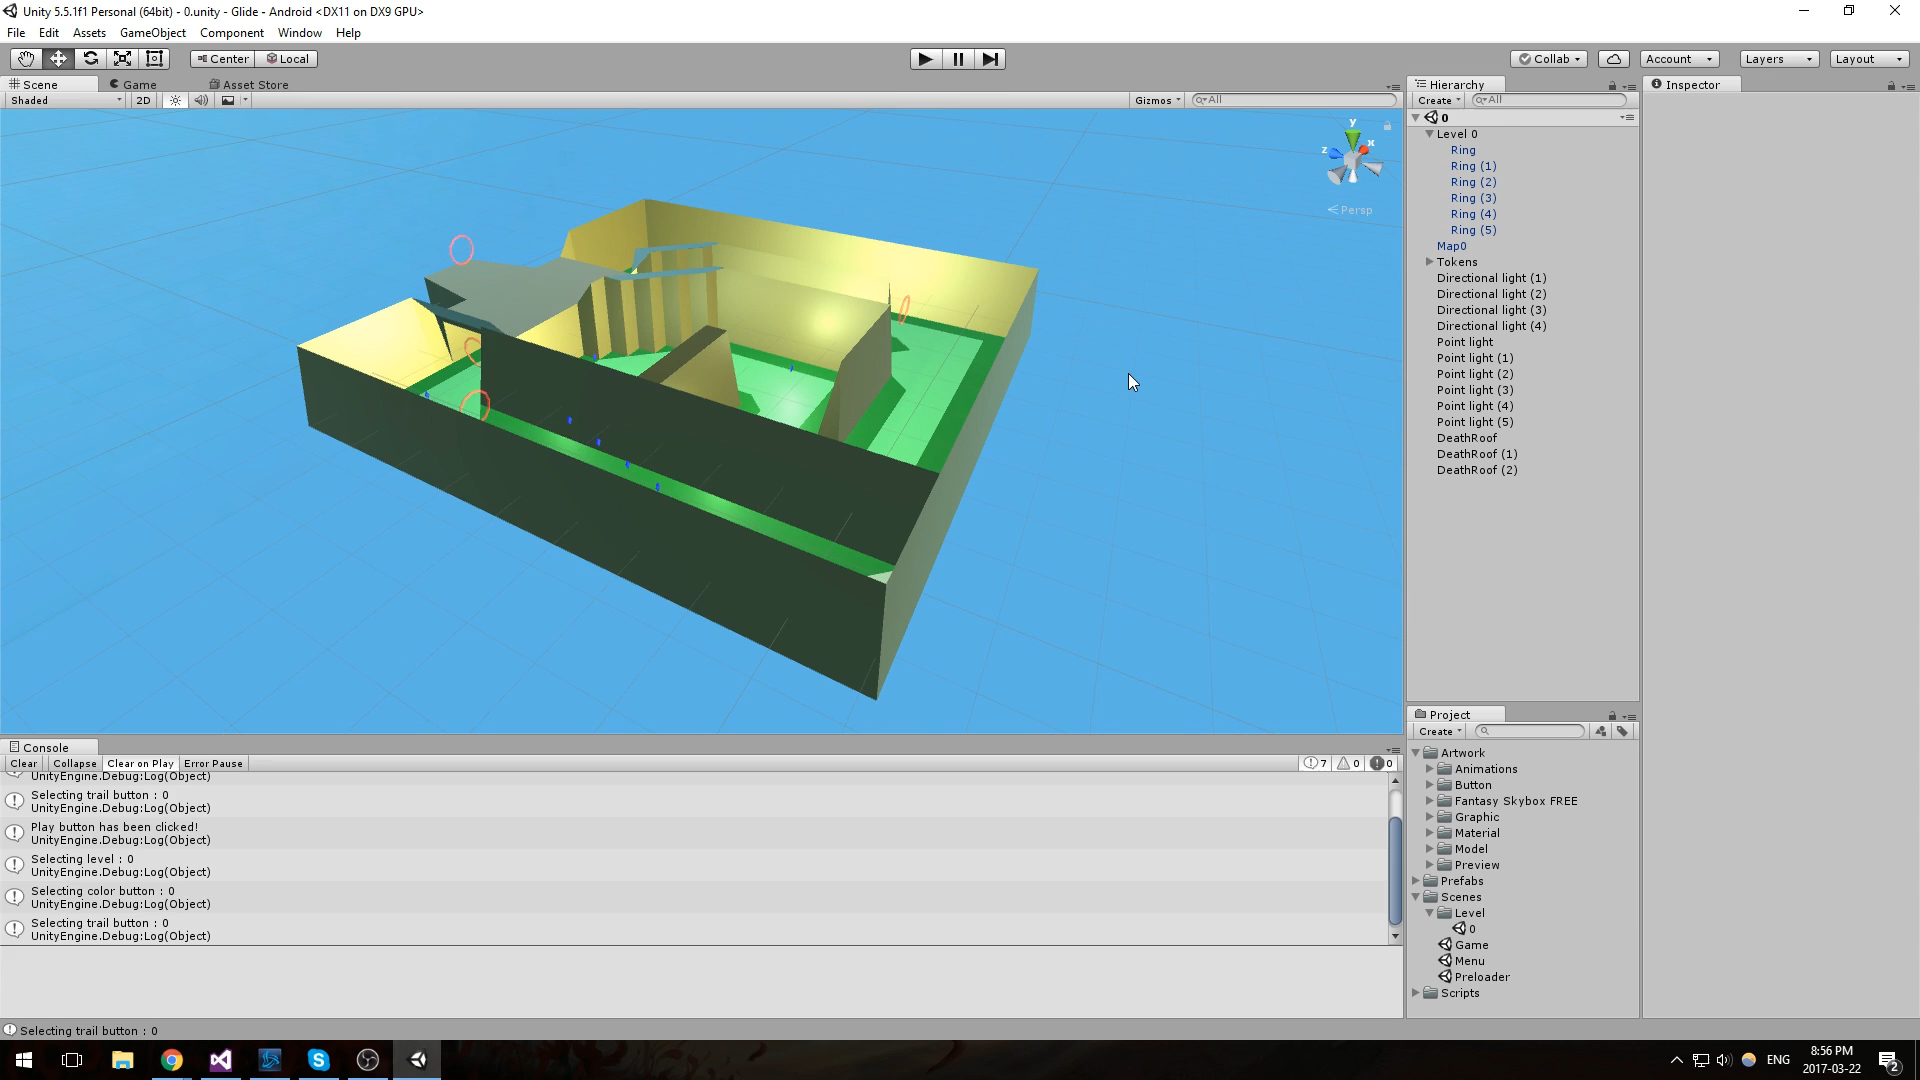 Unity 5.5.1f1 Personal (64bit) - 0.unity - Glide - Android <DX11 on DX9 GPU>
File Edit Assets GameObject Component Window Help
Center Local
Collab Account Layers Layout
Scene Game Asset Store
Shaded 2D Gizmos All
y
x
z
Persp
Hierarchy
Create All
0
Level 0
Ring
Ring (1)
Ring (2)
Ring (3)
Ring (4)
Ring (5)
Map0
Tokens
Directional light (1)
Directional light (2)
Directional light (3)
Directional light (4)
Point light
Point light (1)
Point light (2)
Point light (3)
Point light (4)
Point light (5)
DeathRoof
DeathRoof (1)
DeathRoof (2)
Inspector
Project
Create
Artwork
Animations
Button
Fantasy Skybox FREE
Graphic
Material
Model
Preview
Prefabs
Scenes
Level
0
Game
Menu
Preloader
Scripts
Console
Clear Collapse Clear on Play Error Pause 7 0 0
UnityEngine.Debug:Log(Object)
Selecting trail button : 0
UnityEngine.Debug:Log(Object)
Play button has been clicked!
UnityEngine.Debug:Log(Object)
Selecting level : 0
UnityEngine.Debug:Log(Object)
Selecting color button : 0
UnityEngine.Debug:Log(Object)
Selecting trail button : 0
UnityEngine.Debug:Log(Object)
Selecting trail button : 0
ENG
8:56 PM
2017-03-22
2